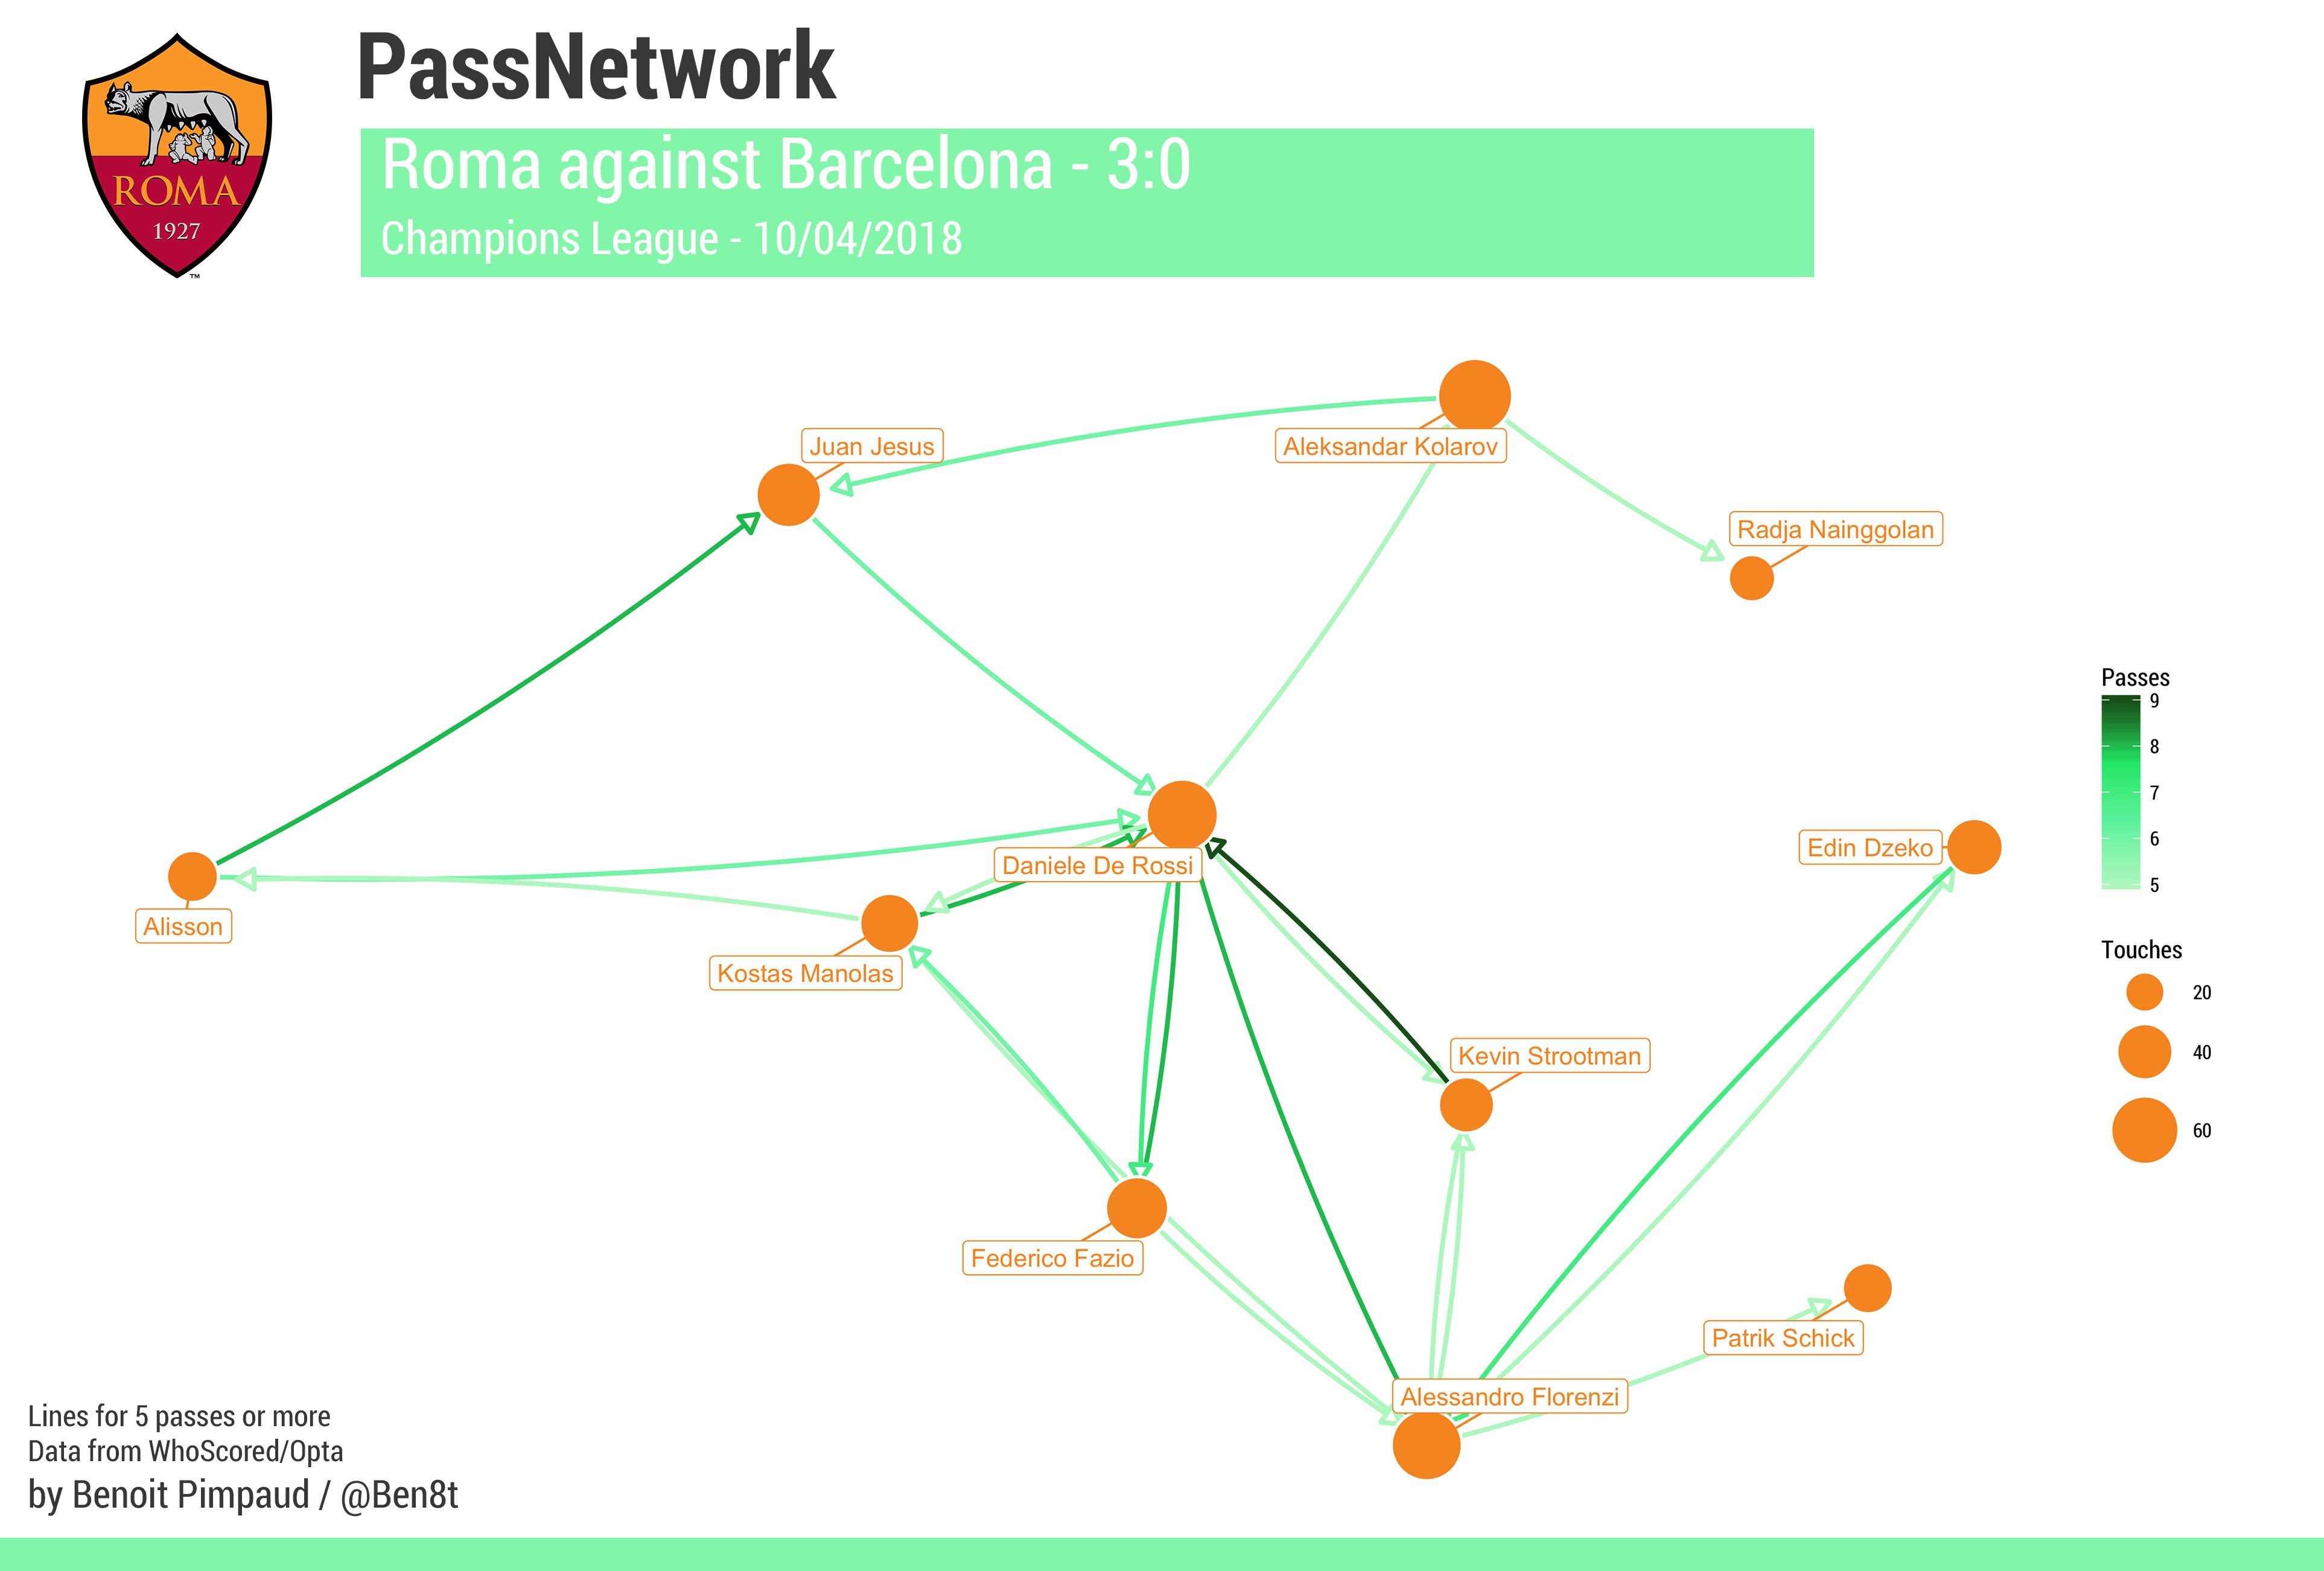 PassNetwork
Roma against Barcelona - 3:0
Champions League - 10/04/2018
ROMA
1927
™
Juan Jesus
Aleksandar Kolarov
Radja Nainggolan
Daniele De Rossi
Edin Dzeko
Alisson
Kostas Manolas
Kevin Strootman
Federico Fazio
Patrik Schick
Alessandro Florenzi
Passes
9
8
7
6
5
Touches
20
40
60
Lines for 5 passes or more
Data from WhoScored/Opta
by Benoit Pimpaud / @Ben8t